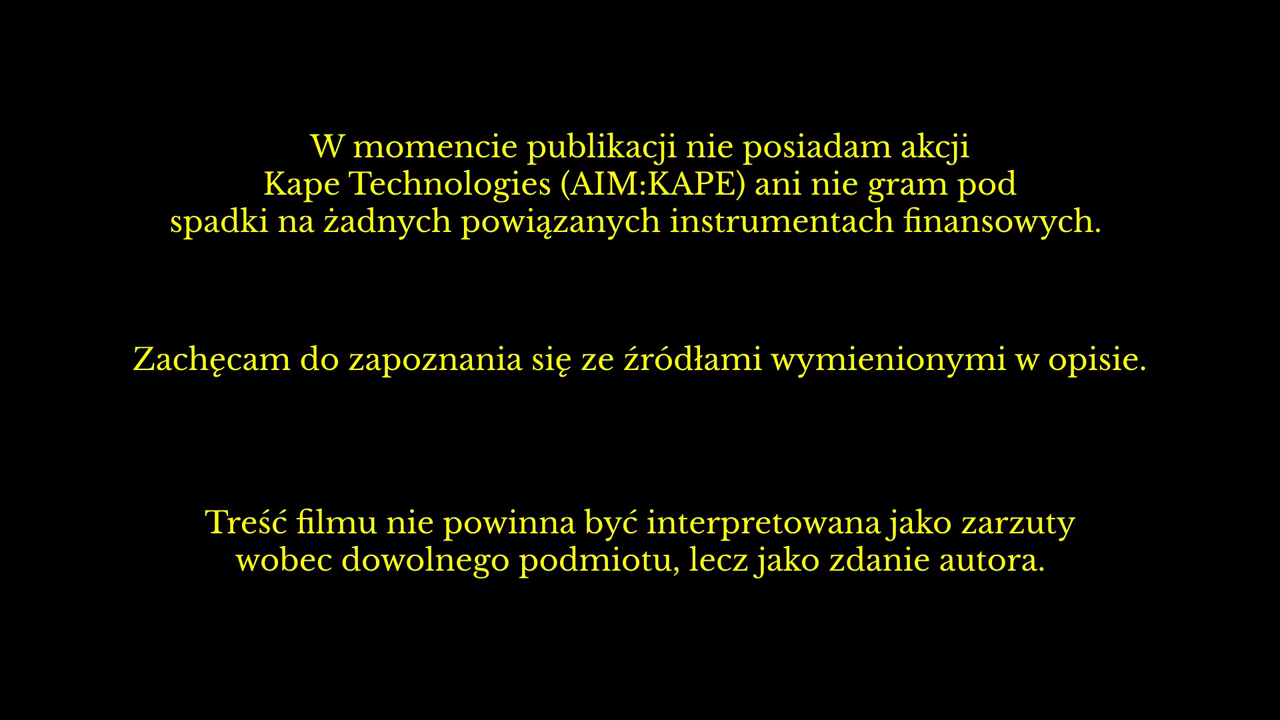 W momencie publikacji nie posiadam akcji
Kape Technologies (AIM:KAPE) ani nie gram pod
spadki na żadnych powiązanych instrumentach finansowych.
Zachęcam do zapoznania się ze źródłami wymienionymi w opisie.
Treść filmu nie powinna być interpretowana jako zarzuty
wobec dowolnego podmiotu, lecz jako zdanie autora.